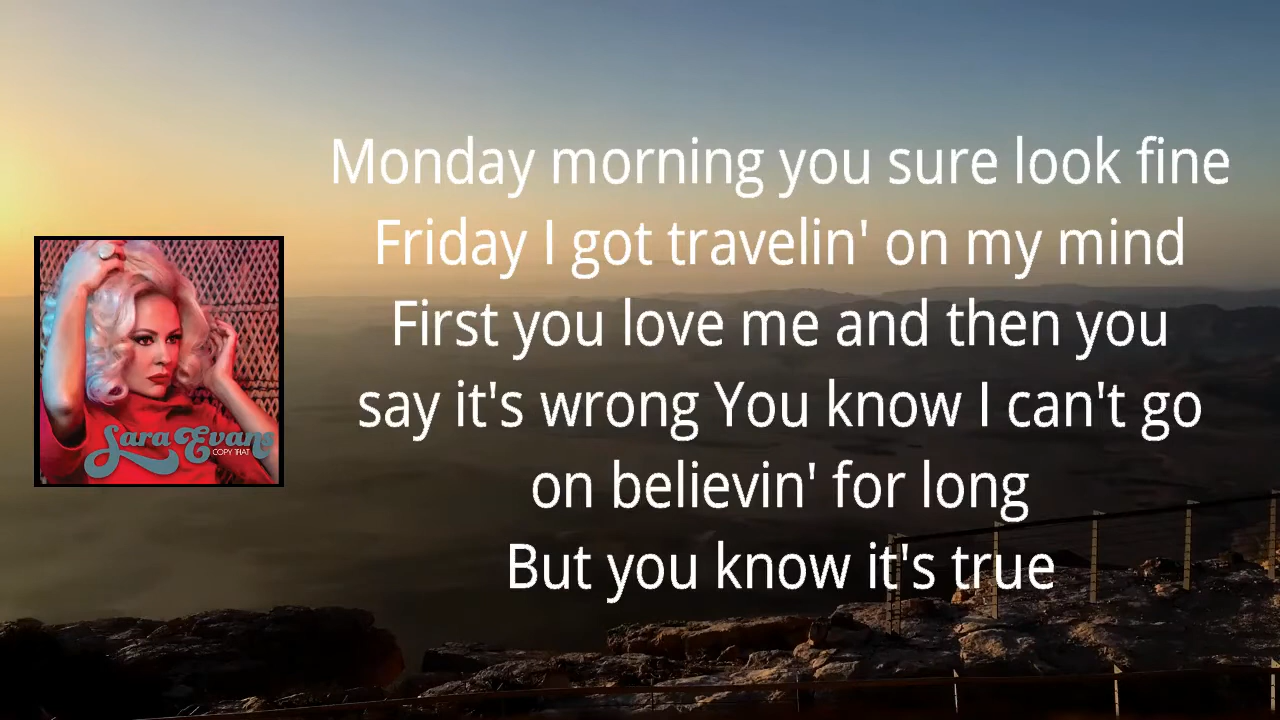 Monday morning you sure look fine
Friday I got travelin' on my mind
First you love me and then you
say it's wrong You know I can't go
on believin' for long
But you know it's true
Sara Evans
COPY THAT